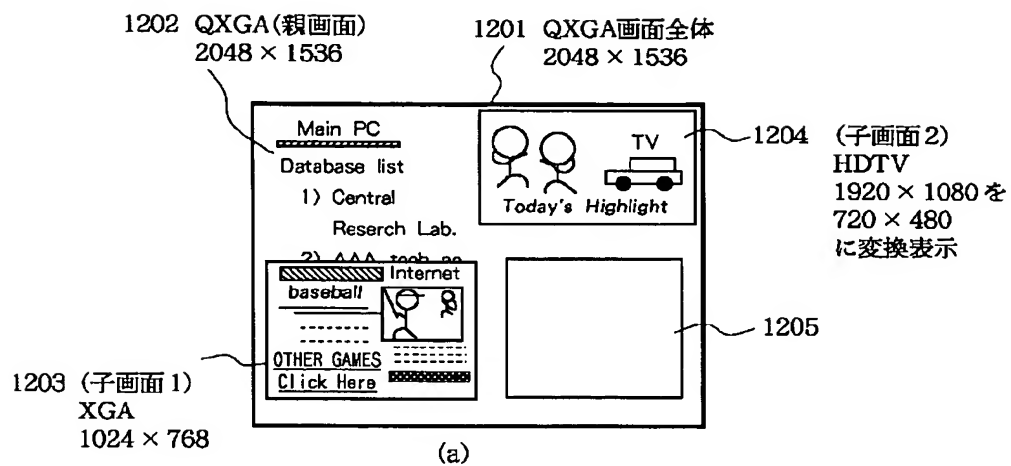 1202 QXGA(親画面)
2048 × 1536
1201 QXGA画面全体
2048 × 1536
Main PC
Database list
1) Central
Reserch Lab.
2) AAA tech
TV
Today's Highlight
1204 (子画面2)
HDTV
1920 × 1080を
720 × 480
に変換表示
Internet
baseball
OTHER GAMES
Click Here
1205
1203 (子画面1)
XGA
1024 × 768
(a)